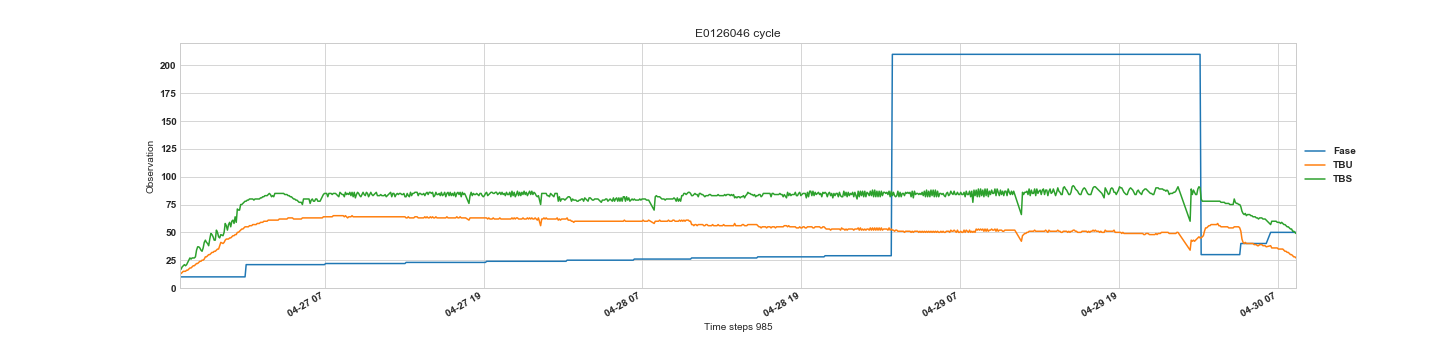 E0126046 cycle
Observation
200
175
150
125
100
75
50
25
0
04-27 07
04-27 19
04-28 07
04-28 19
04-29 07
04-29 19
04-30 07
Time steps 985
Fase
TBU
TBS